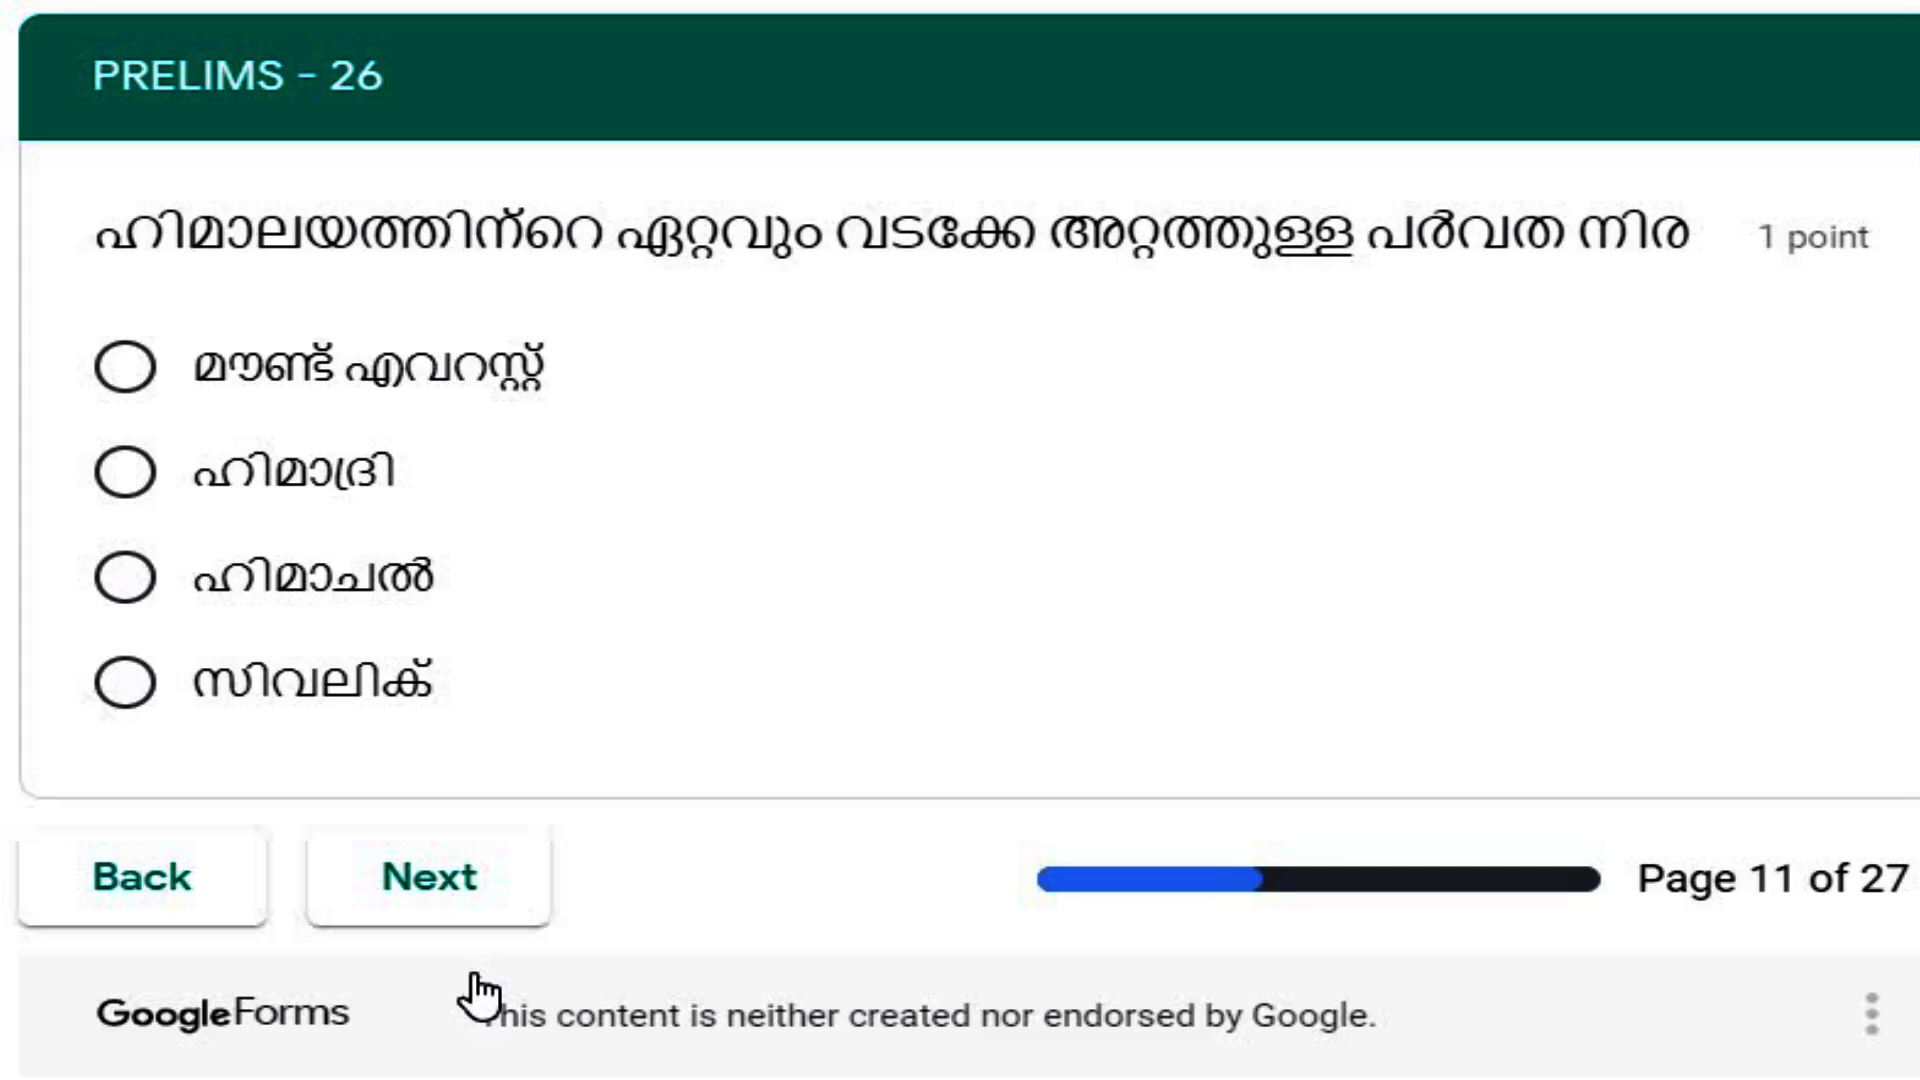 PRELIMS - 26
ഹിമാലയത്തിന്റെ ഏറ്റവും വടക്കേ അറ്റത്തുള്ള പർവത നിര 1 point
മൗണ്ട് എവറസ്റ്റ്
ഹിമാദ്രി
ഹിമാചൽ
സിവലിക്
Back Next Page 11 of 27
Google Forms This content is neither created nor endorsed by Google.